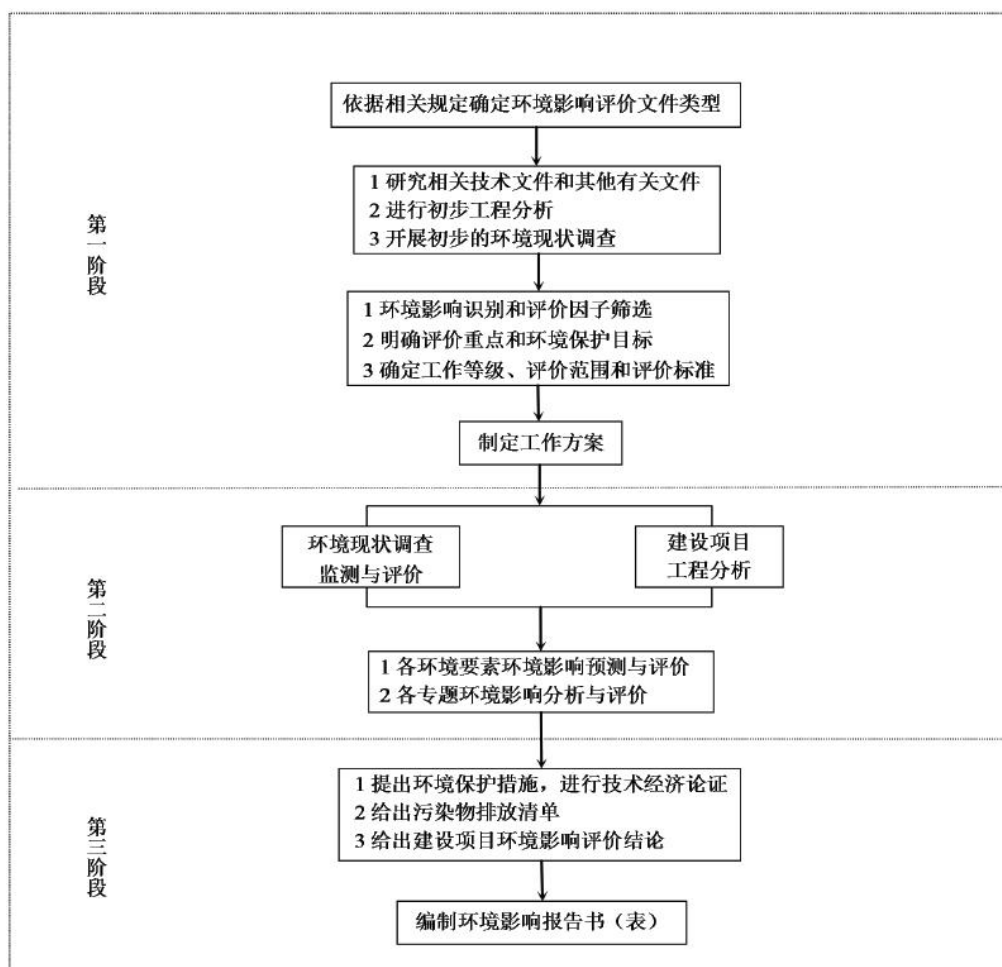 依据相关规定确定环境影响评价文件类型
1 研究相关技术文件和其他有关文件
2 进行初步工程分析
3 开展初步的环境现状调查
第一阶段
1 环境影响识别和评价因子筛选
2 明确评价重点和环境保护目标
3 确定工作等级、评价范围和评价标准
制定工作方案
环境现状调查
监测与评价
建设项目
工程分析
第二阶段
1 各环境要素环境影响预测与评价
2 各专题环境影响分析与评价
1 提出环境保护措施，进行技术经济论证
2 给出污染物排放清单
3 给出建设项目环境影响评价结论
第三阶段
编制环境影响报告书（表）